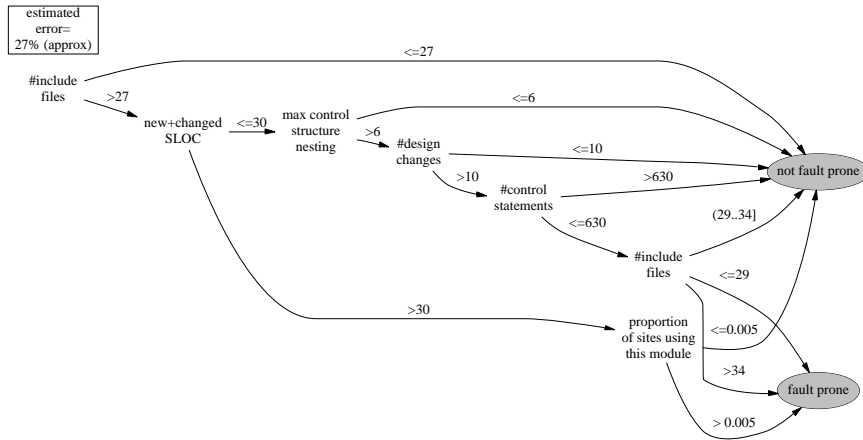 estimated
error=
27% (approx)
<=27
#include
files
>27
new+changed
SLOC
<=30
max control
structure
nesting
<=6
>6
#design
changes
<=10
>10
#control
statements
>630
not fault prone
<=630
(29..34]
#include
files
<=29
>30
proportion
of sites using
this module
<=0.005
>34
fault prone
> 0.005